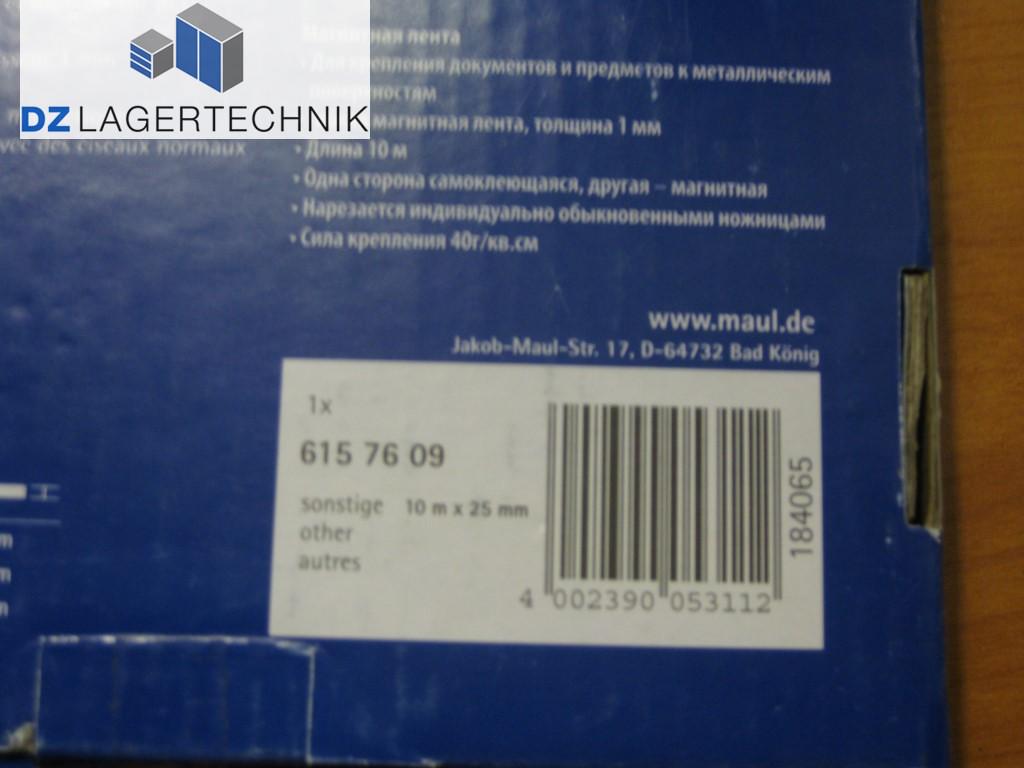 DZ LAGERTECHNIK
vec des ciseaux normaux
Магнитная лента
• Для крепления документов и предметов к металлическим
поверхностям
магнитная лента, толщина 1 мм
• Длина 10 м
• Одна сторона самоклеющаяся, другая – магнитная
• Нарезается индивидуально обыкновенными ножницами
• Сила крепления 40г/кв.см
www.maul.de
Jakob-Maul-Str. 17, D-64732 Bad König
1x
615 76 09
sonstige 10 m x 25 mm
other
autres
184065
4 002390 053112